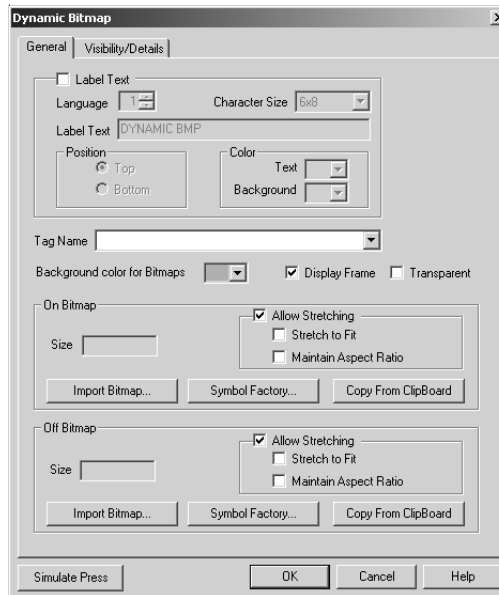 Dynamic Bitmap
General Visibility/Details
Label Text
Language 1 Character Size 6x8
Label Text DYNAMIC BMP
Position Color
Top Text
Bottom Background
Tag Name
Background color for Bitmaps Display Frame Transparent
On Bitmap
Allow Stretching
Size Stretch to Fit
Maintain Aspect Ratio
Import Bitmap... Symbol Factory... Copy From ClipBoard
Off Bitmap
Allow Stretching
Size Stretch to Fit
Maintain Aspect Ratio
Import Bitmap... Symbol Factory... Copy From ClipBoard
Simulate Press OK Cancel Help